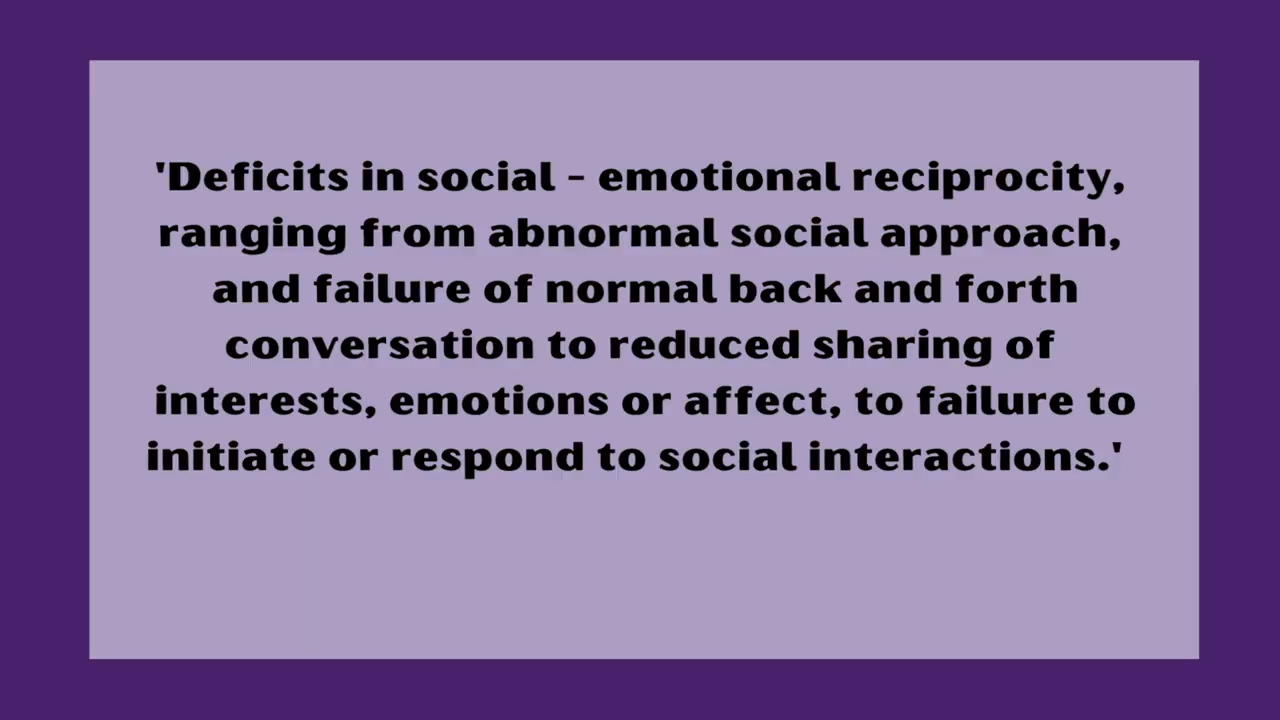 'Deficits in social - emotional reciprocity,
ranging from abnormal social approach,
and failure of normal back and forth
conversation to reduced sharing of
interests, emotions or affect, to failure to
initiate or respond to social interactions.'